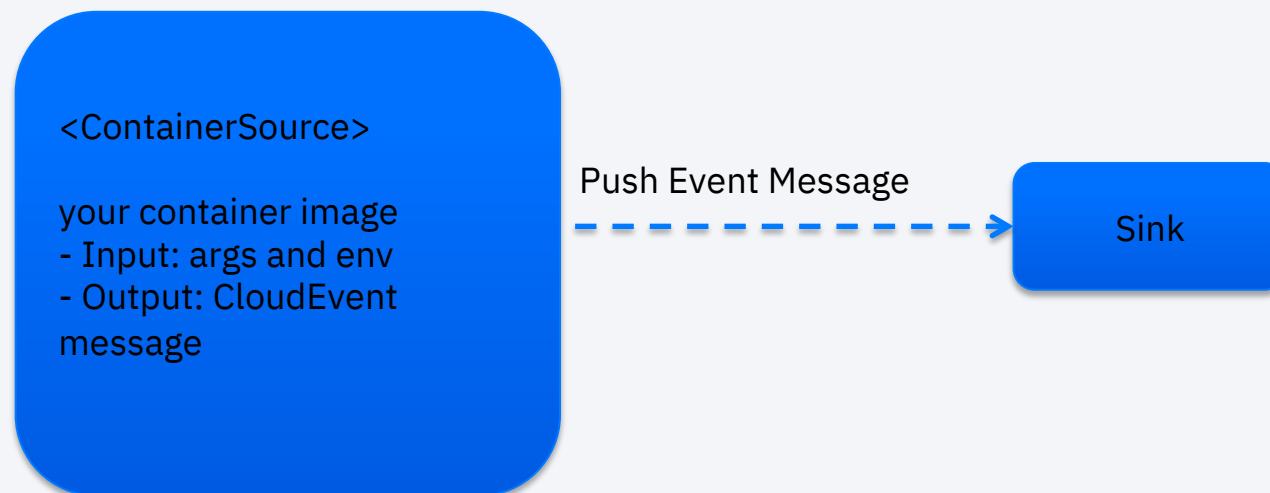 <ContainerSource>
your container image
- Input: args and env
- Output: CloudEvent
message
Push Event Message
Sink